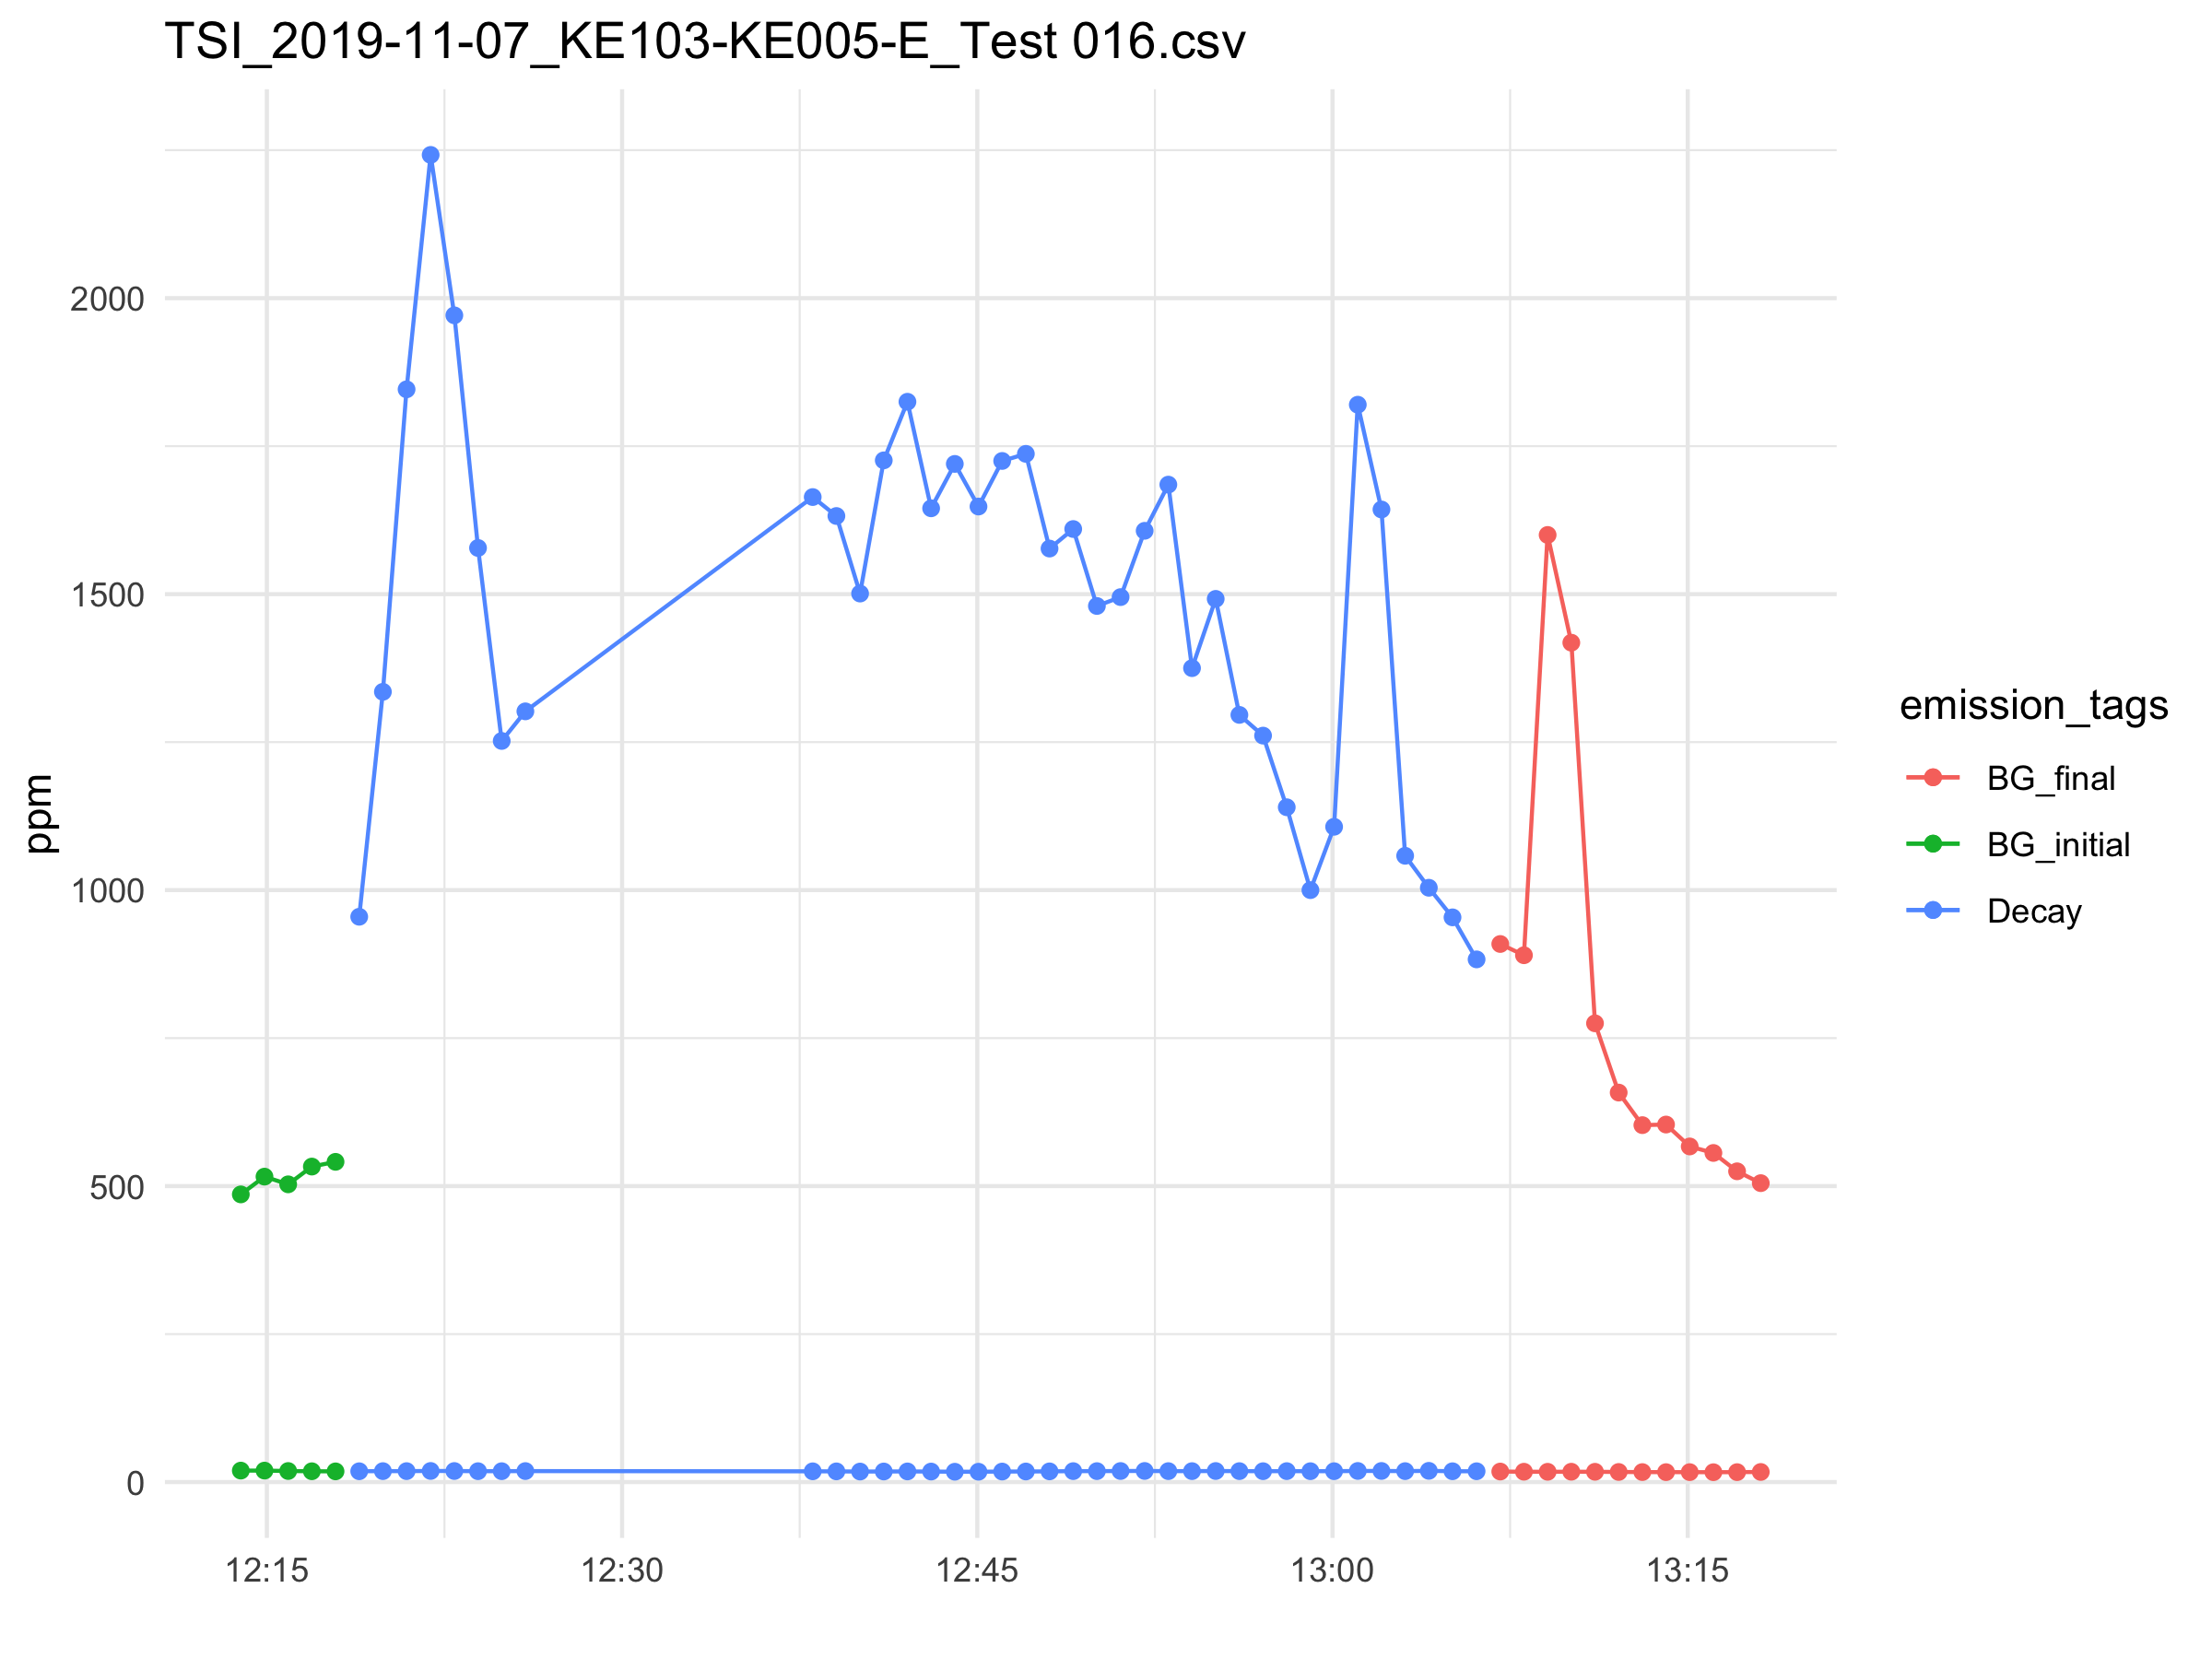 TSI_2019-11-07_KE103-KE005-E_Test 016.csv
ppm
2000
1500
1000
500
0
12:15
12:30
12:45
13:00
13:15
emission_tags
BG_final
BG_initial
Decay